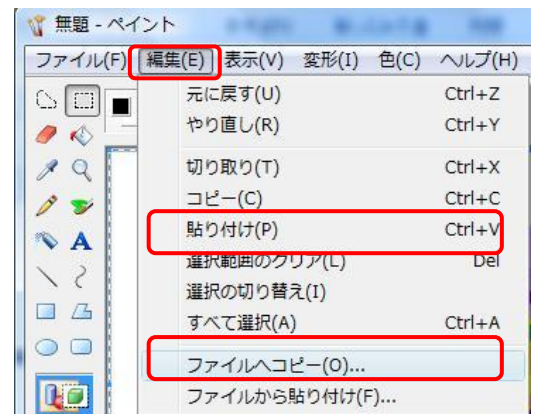 無題 - ペイント
ファイル(F) 編集(E) 表示(V) 変形(I) 色(C) ヘルプ(H)
元に戻す(U) Ctrl+Z
やり直し(R) Ctrl+Y
切り取り(T) Ctrl+X
コピー(C) Ctrl+C
貼り付け(P) Ctrl+V
選択範囲のクリア(L) Del
選択の切り替え(I)
すべて選択(A) Ctrl+A
ファイルへコピー(O)...
ファイルから貼り付け(F)...